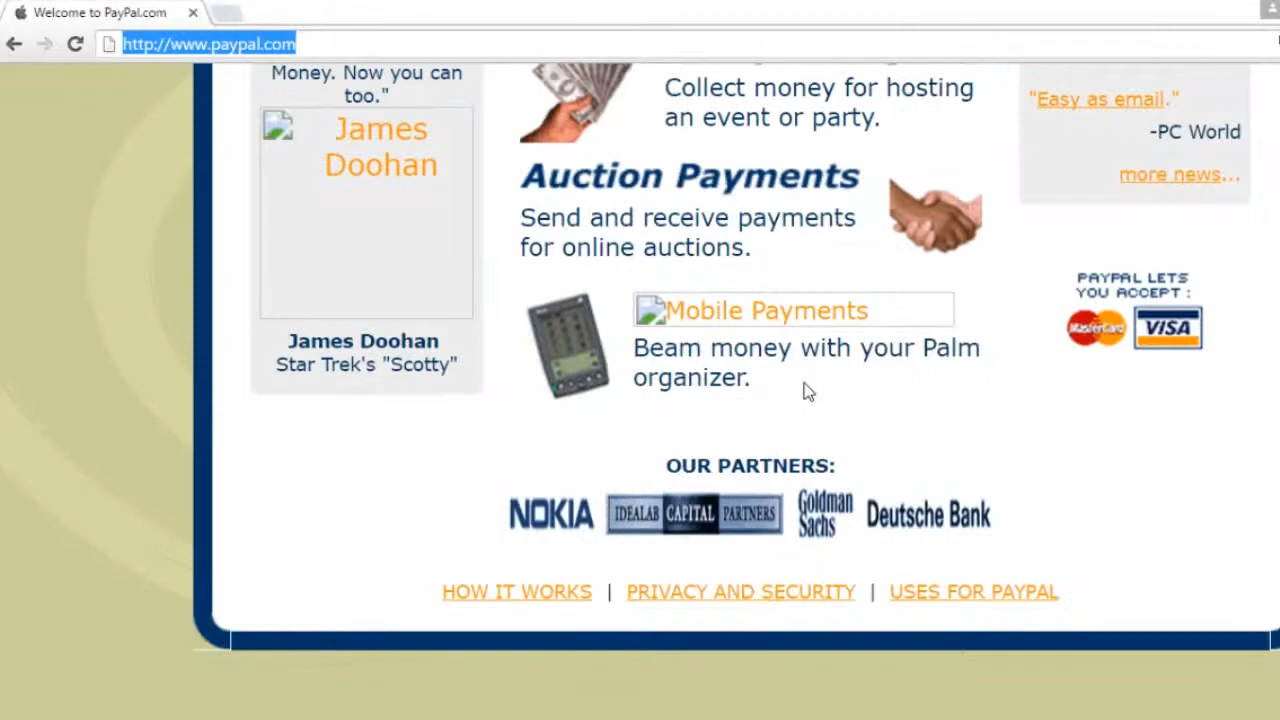 Welcome to PayPal.com
http://www.paypal.com
Money. Now you can
too."
James
Doohan
James Doohan
Star Trek's "Scotty"
Collect money for hosting
an event or party.
Auction Payments
Send and receive payments
for online auctions.
Mobile Payments
Beam money with your Palm
organizer.
"Easy as email."
-PC World
more news...
PAYPAL LETS
YOU ACCEPT :
MasterCard VISA
OUR PARTNERS:
NOKIA IDEALAB CAPITAL PARTNERS Goldman Sachs Deutsche Bank
HOW IT WORKS | PRIVACY AND SECURITY | USES FOR PAYPAL